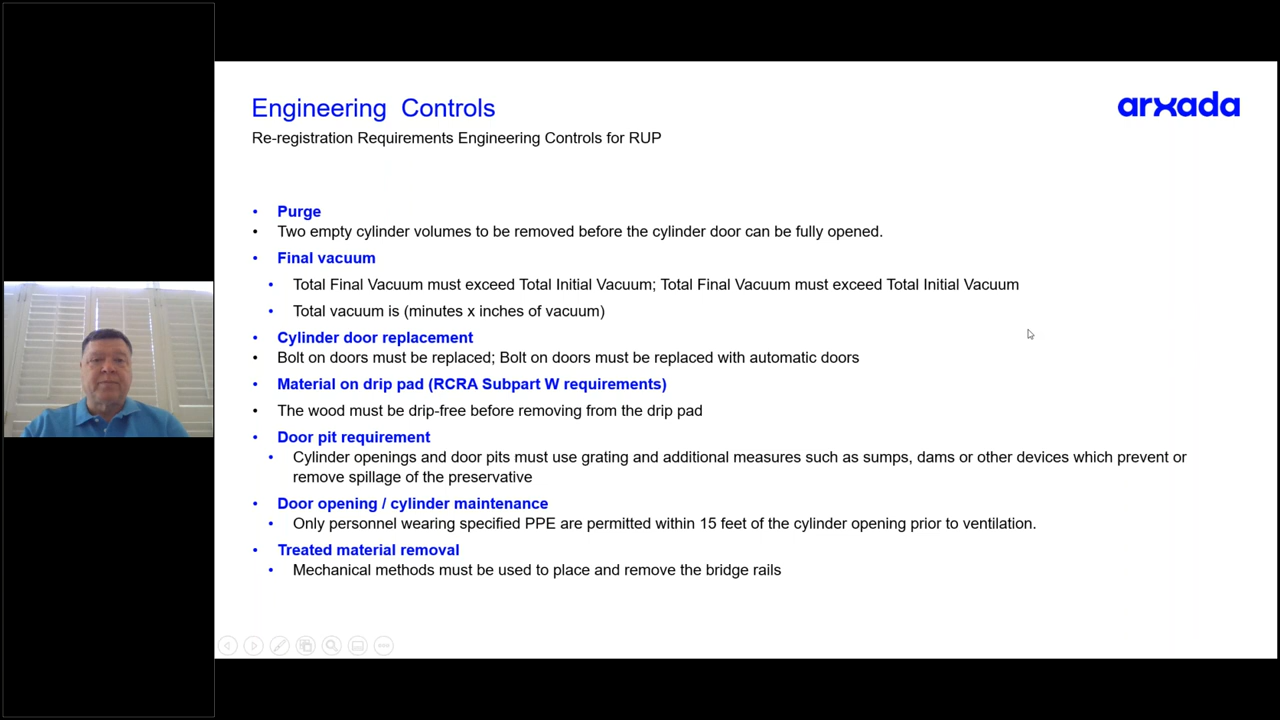 Engineering Controls
arxada
Re-registration Requirements Engineering Controls for RUP
• Purge
• Two empty cylinder volumes to be removed before the cylinder door can be fully opened.
• Final vacuum
• Total Final Vacuum must exceed Total Initial Vacuum; Total Final Vacuum must exceed Total Initial Vacuum
• Total vacuum is (minutes x inches of vacuum)
• Cylinder door replacement
• Bolt on doors must be replaced; Bolt on doors must be replaced with automatic doors
• Material on drip pad (RCRA Subpart W requirements)
• The wood must be drip-free before removing from the drip pad
• Door pit requirement
• Cylinder openings and door pits must use grating and additional measures such as sumps, dams or other devices which prevent or
remove spillage of the preservative
• Door opening / cylinder maintenance
• Only personnel wearing specified PPE are permitted within 15 feet of the cylinder opening prior to ventilation.
• Treated material removal
• Mechanical methods must be used to place and remove the bridge rails